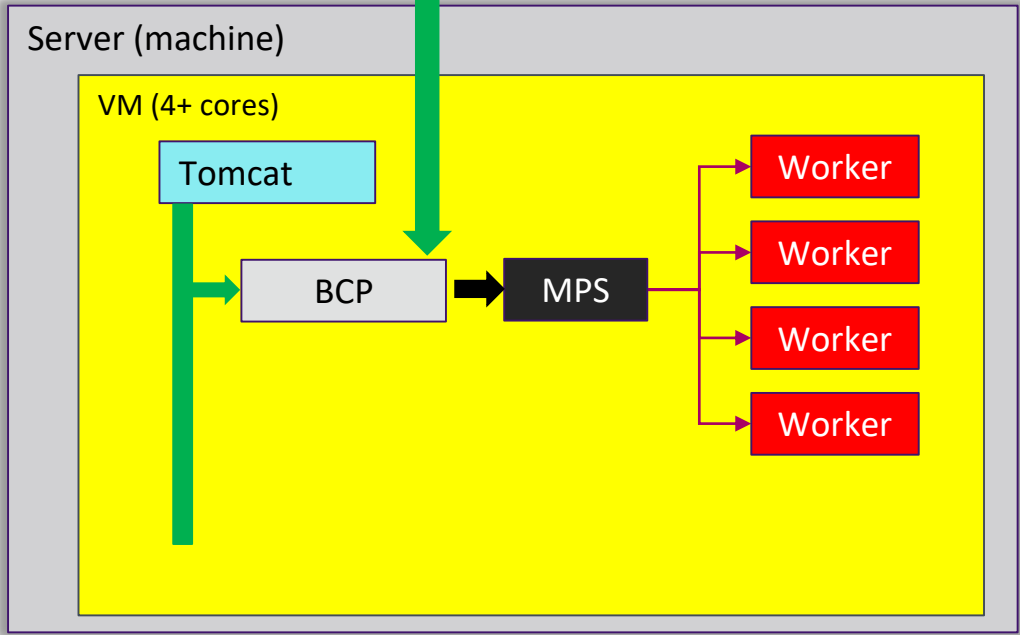 Server (machine)
VM (4+ cores)
Tomcat
BCP
MPS
Worker
Worker
Worker
Worker